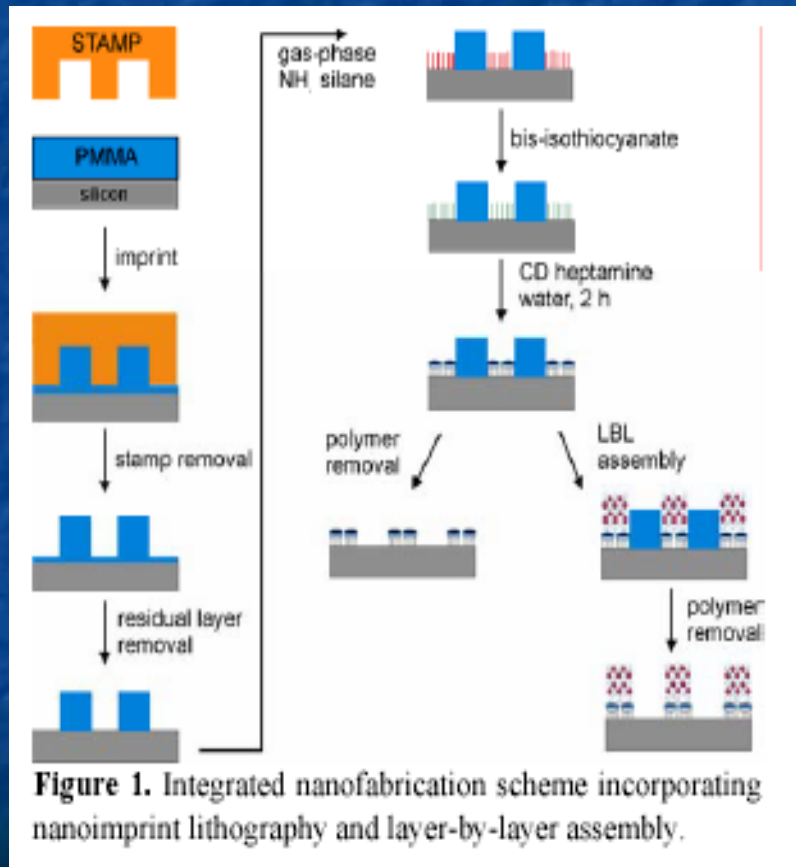 STAMP
PMMA
silicon
imprint
stamp removal
residual layer
removal
gas-phase
NH, silane
bis-isothiocyanate
CD heptamine
water, 2 h
polymer
removal
LBL
assembly
polymer
removal
Figure 1. Integrated nanofabrication scheme incorporating
nanoimprint lithography and layer-by-layer assembly.